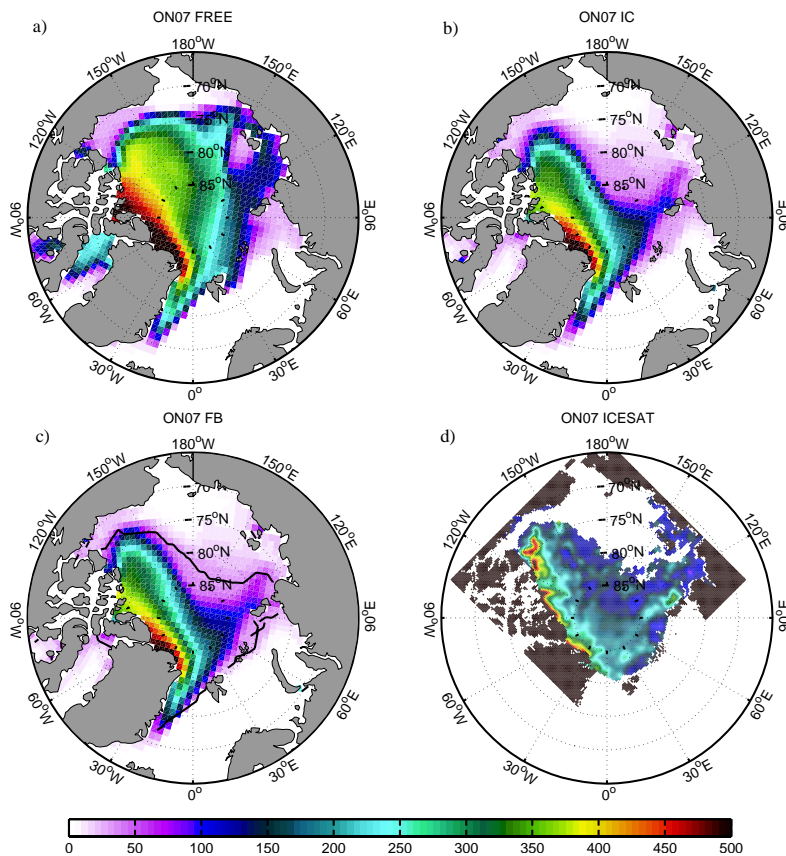 ON07 FREE
a)
180°W
150°W
150°E
120°W
120°E
70°N
75°N
80°N
85°N
90°W
90°E
60°W
60°E
30°W
30°E
0°
ON07 IC
b)
180°W
150°W
150°E
120°W
120°E
70°N
75°N
80°N
85°N
90°W
90°E
60°W
60°E
30°W
30°E
0°
ON07 FB
c)
180°W
150°W
150°E
120°W
120°E
70°N
75°N
80°N
85°N
90°W
90°E
60°W
60°E
30°W
30°E
0°
ON07 ICESAT
d)
180°W
150°W
150°E
120°W
120°E
70°N
75°N
80°N
85°N
90°W
90°E
60°W
60°E
30°W
30°E
0°
0 50 100 150 200 250 300 350 400 450 500